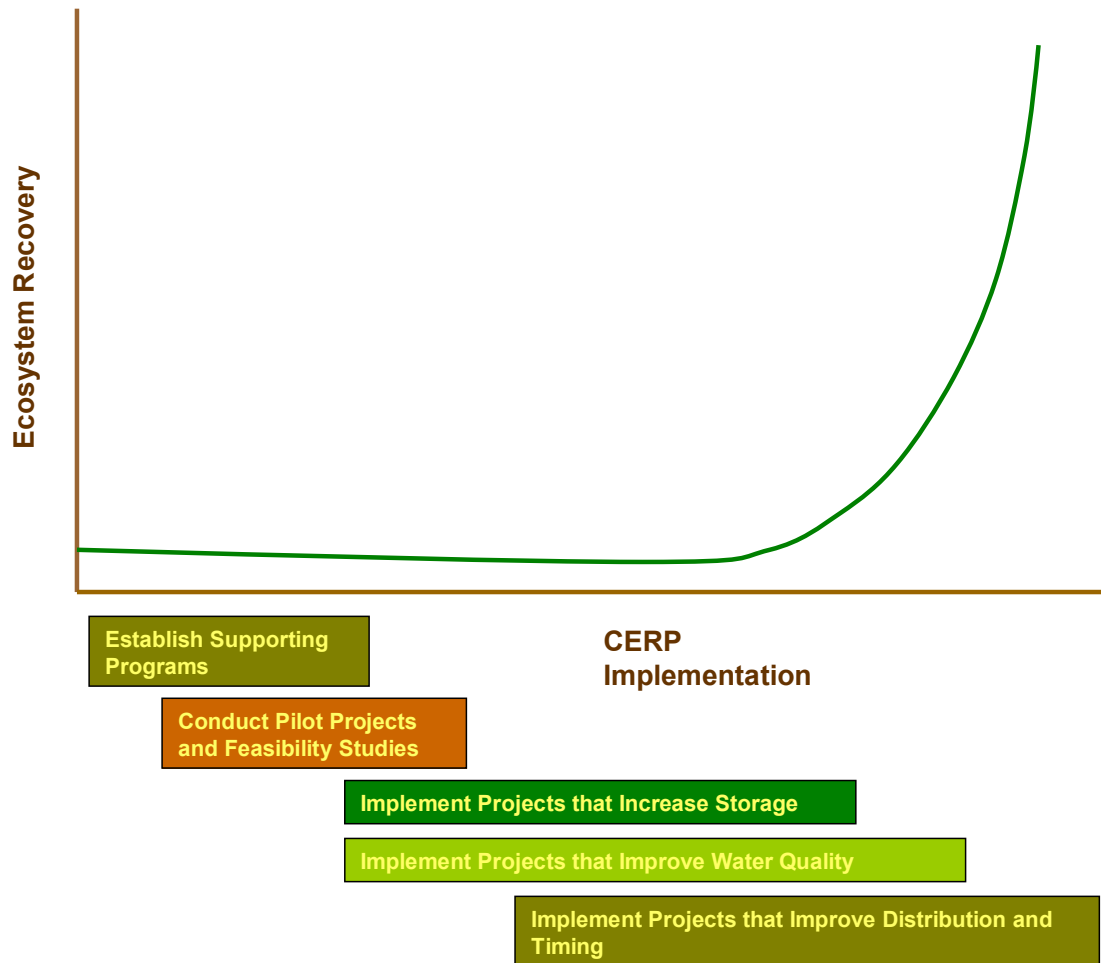 Ecosystem Recovery
Establish Supporting
Programs
CERP
Implementation
Conduct Pilot Projects
and Feasibility Studies
Implement Projects that Increase Storage
Implement Projects that Improve Water Quality
Implement Projects that Improve Distribution and
Timing